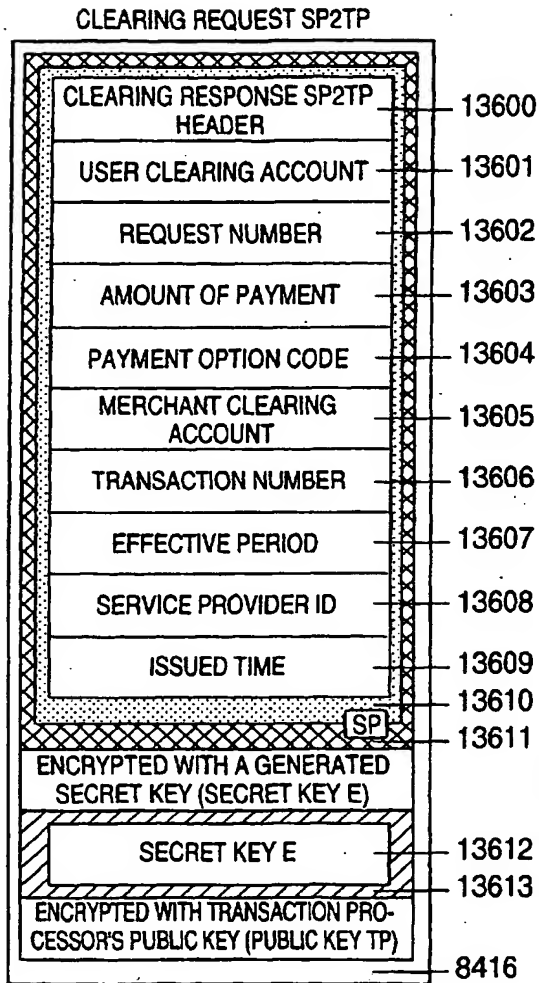 CLEARING REQUEST SP2TP
CLEARING RESPONSE SP2TP
HEADER
13600
USER CLEARING ACCOUNT
13601
REQUEST NUMBER
13602
AMOUNT OF PAYMENT
13603
PAYMENT OPTION CODE
13604
MERCHANT CLEARING
ACCOUNT
13605
TRANSACTION NUMBER
13606
EFFECTIVE PERIOD
13607
SERVICE PROVIDER ID
13608
ISSUED TIME
13609
13610
SP
13611
ENCRYPTED WITH A GENERATED
SECRET KEY (SECRET KEY E)
SECRET KEY E
13612
13613
ENCRYPTED WITH TRANSACTION PRO-
CESSOR'S PUBLIC KEY (PUBLIC KEY TP)
8416